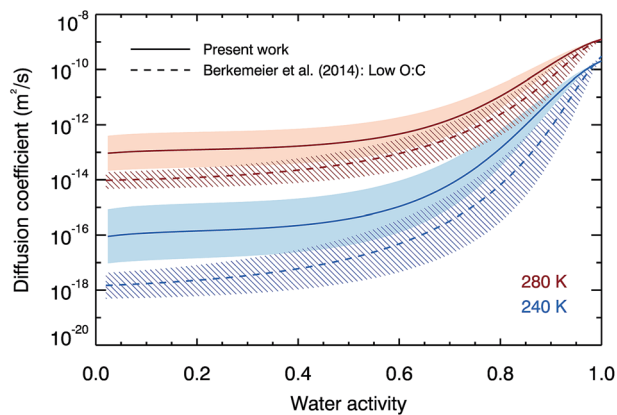 10⁻⁸
Present work
Berkemeier et al. (2014): Low O:C
10⁻¹⁰
10⁻¹²
10⁻¹⁴
10⁻¹⁶
10⁻¹⁸
10⁻²⁰
Diffusion coefficient (m²/s)
280 K
240 K
0.0 0.2 0.4 0.6 0.8 1.0
Water activity